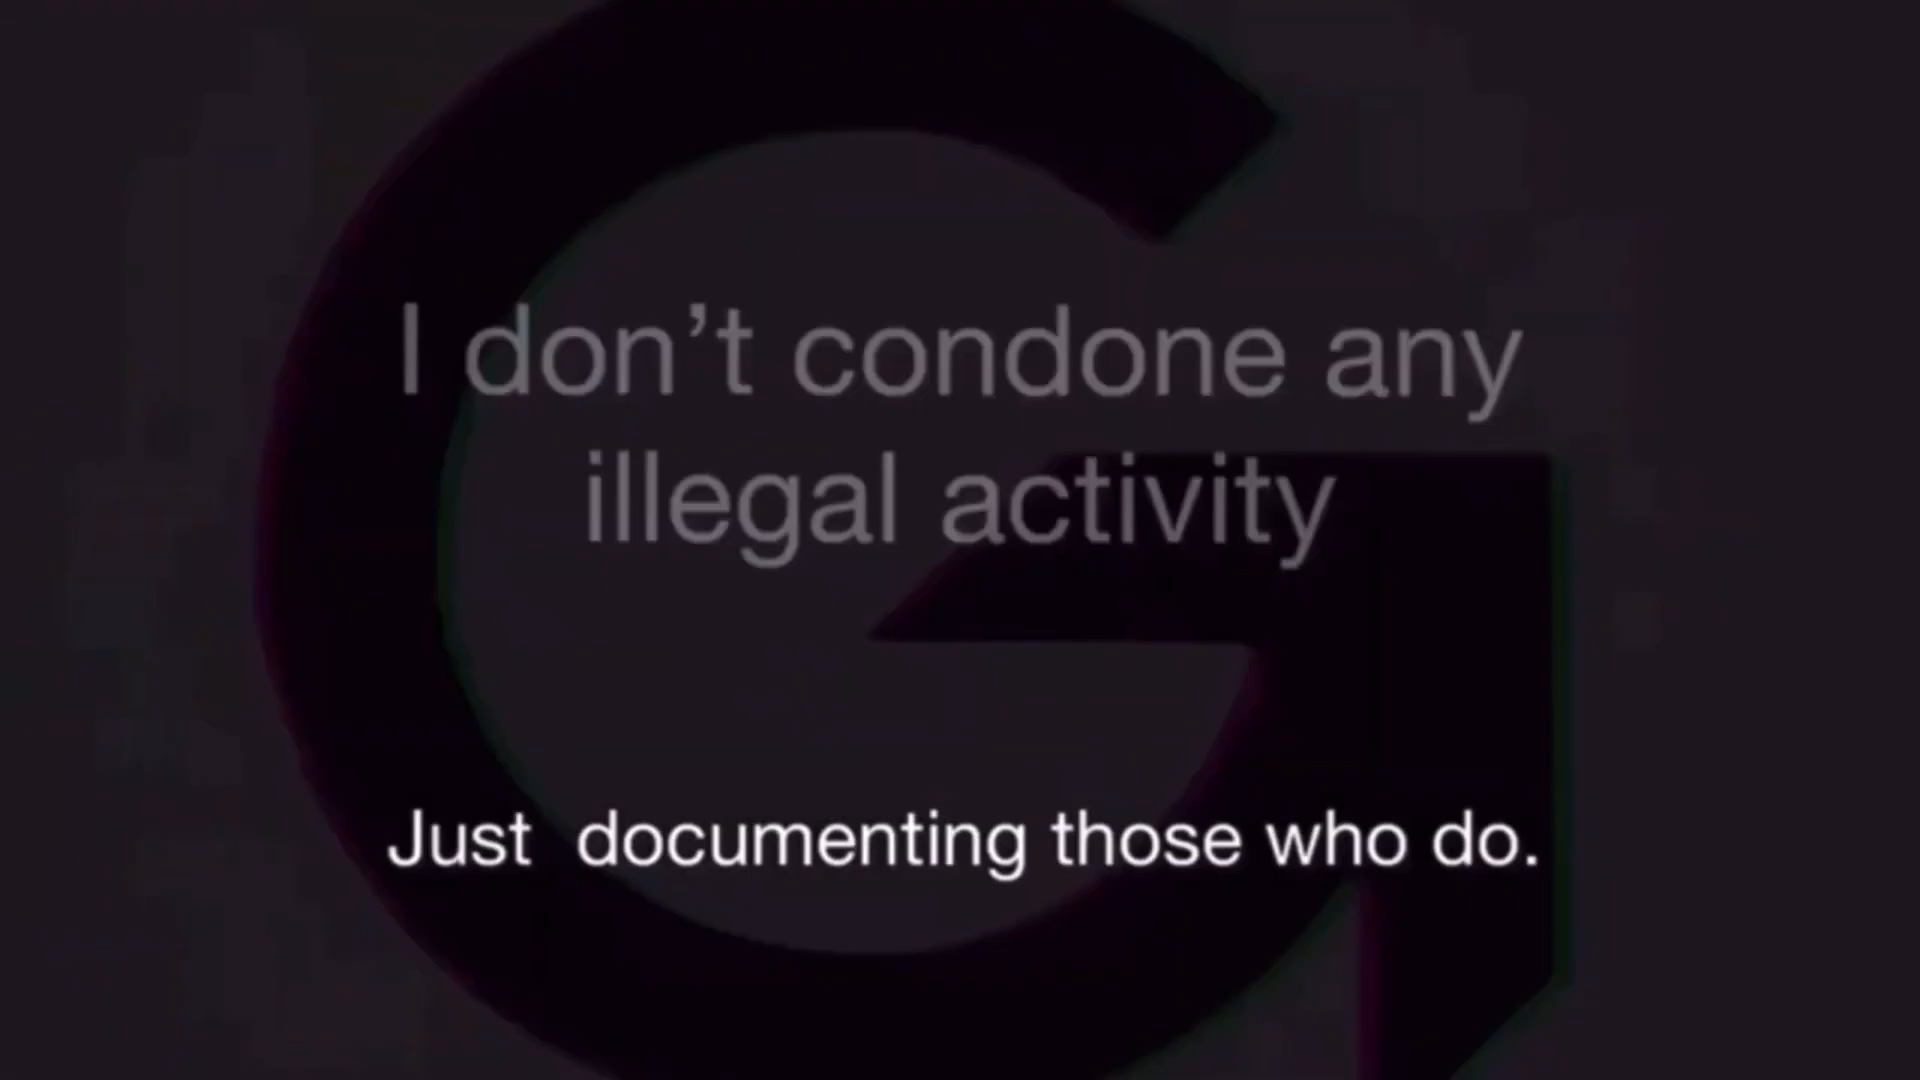 I don’t condone any
illegal activity
Just  documenting those who do.